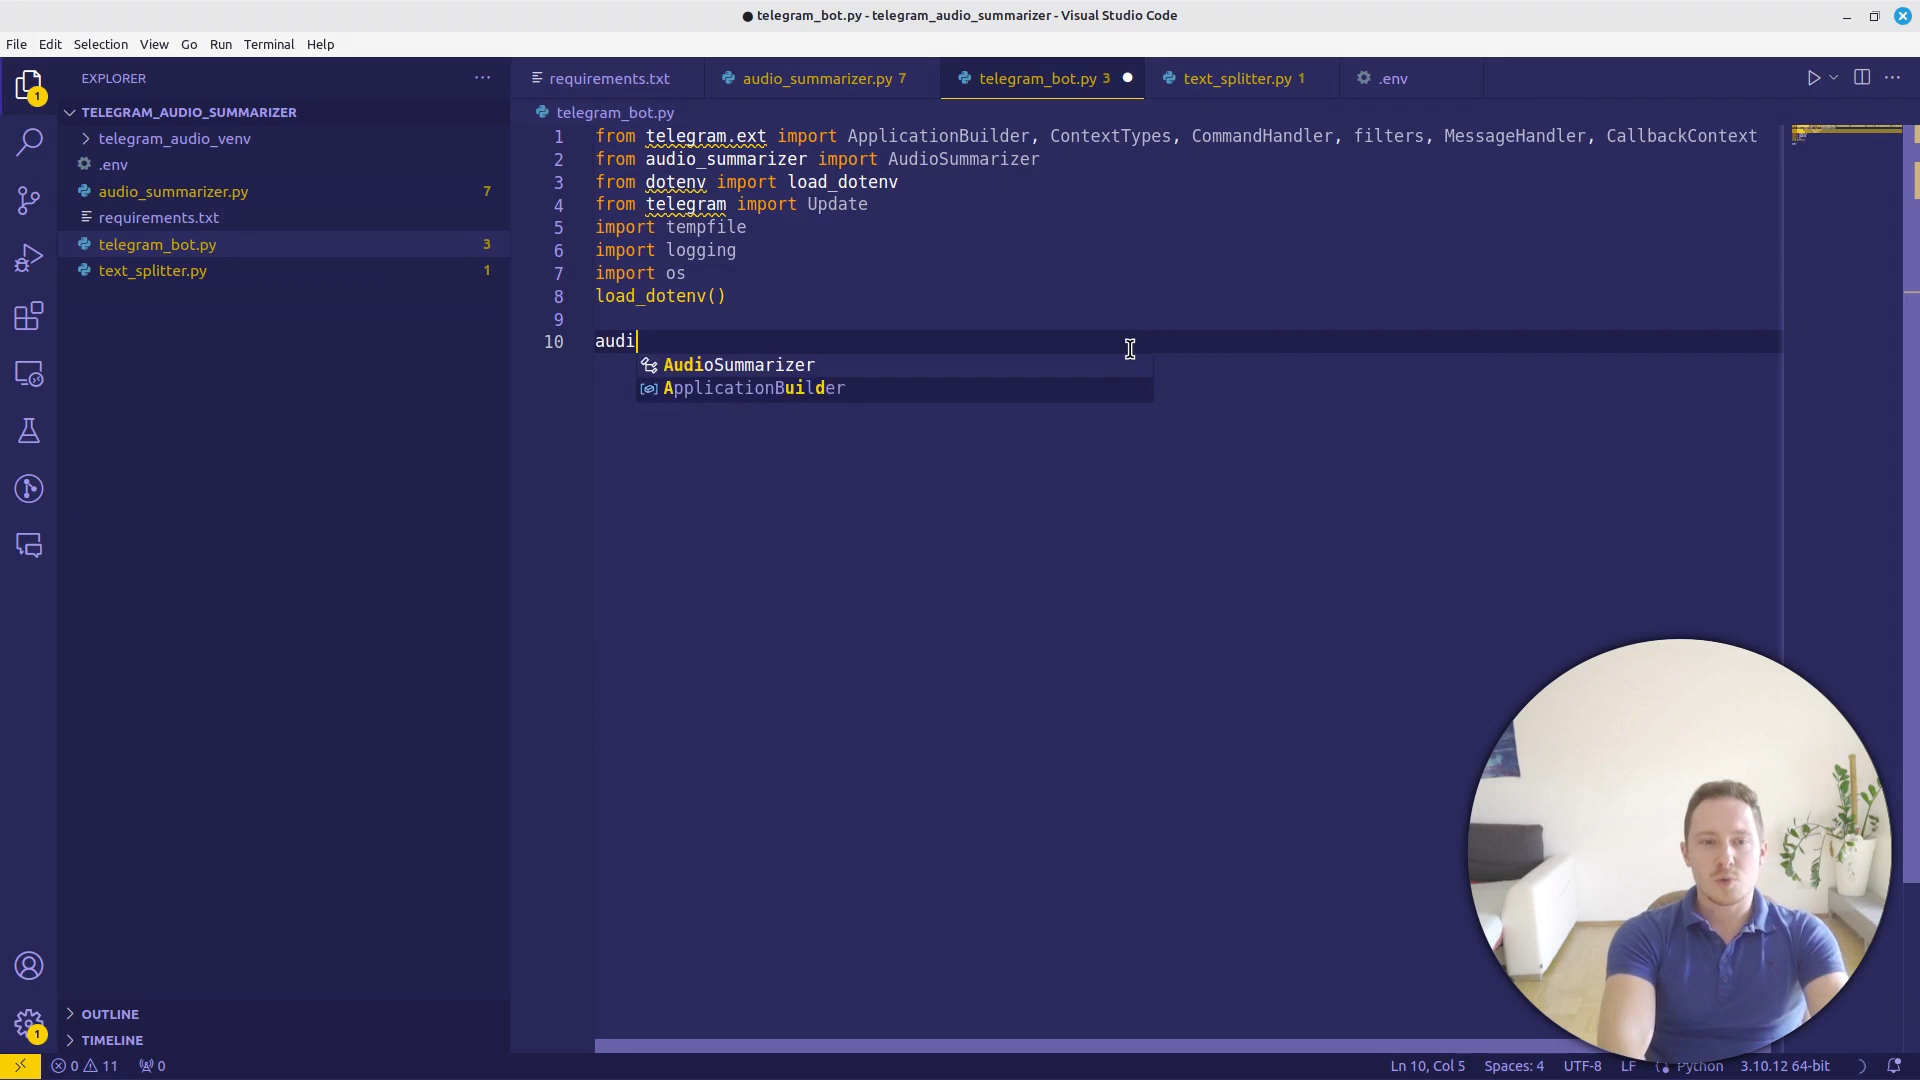 telegram_bot.py - telegram_audio_summarizer - Visual Studio Code
File Edit Selection View Go Run Terminal Help
EXPLORER
TELEGRAM_AUDIO_SUMMARIZER
telegram_audio_venv
.env
audio_summarizer.py 7
requirements.txt
telegram_bot.py 3
text_splitter.py 1
OUTLINE
TIMELINE
1
1
requirements.txt audio_summarizer.py 7 telegram_bot.py 3 text_splitter.py 1 .env
telegram_bot.py
1 from telegram.ext import ApplicationBuilder, ContextTypes, CommandHandler, filters, MessageHandler, CallbackContext
2 from audio_summarizer import AudioSummarizer
3 from dotenv import load_dotenv
4 from telegram import Update
5 import tempfile
6 import logging
7 import os
8 load_dotenv()
9
10 audi
AudioSummarizer
ApplicationBuilder
0 11 0 Ln 10, Col 5 Spaces: 4 UTF-8 LF Python 3.10.12 64-bit